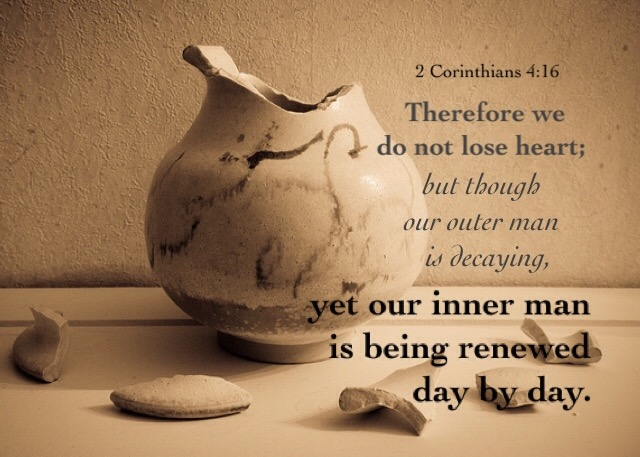 2 Corinthians 4:16
Therefore we
do not lose heart;
but though
our outer man
is decaying,
yet our inner man
is being renewed
day by day.